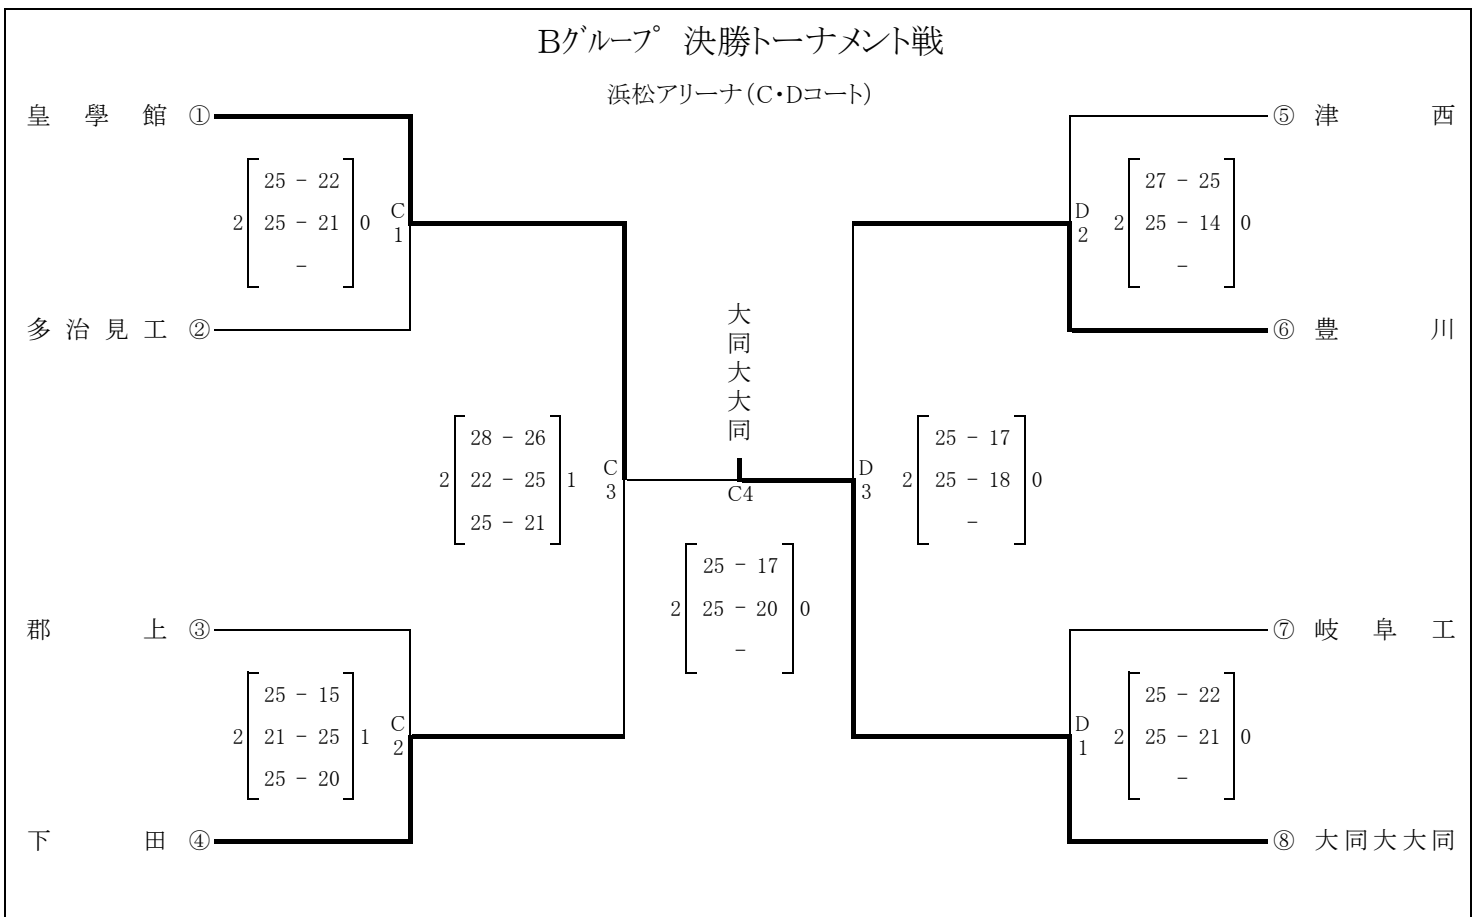 Bグループ 決勝トーナメント戦
浜松アリーナ(C・Dコート)
皇學館 ①
25 - 22
2 25 - 21 0
-
C
1
多治見工 ②
28 - 26
2 22 - 25 1
25 - 21
C
3
郡上 ③
25 - 15
2 21 - 25 1
25 - 20
C
2
下田 ④
大同大大同
C4
25 - 17
2 25 - 20 0
-
⑤ 津西
D
2
27 - 25
2 25 - 14 0
-
⑥ 豊川
D
3
25 - 17
2 25 - 18 0
-
⑦ 岐阜工
D
1
25 - 22
2 25 - 21 0
-
⑧ 大同大大同